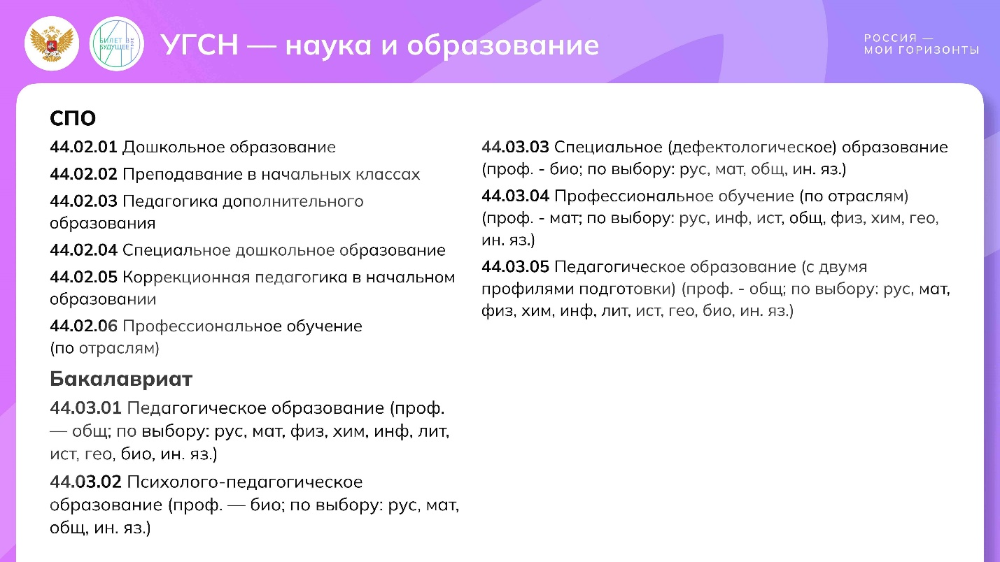 БИЛЕТ В
БУДУЩЕЕ
УГСН — наука и образование
РОССИЯ —
МОИ ГОРИЗОНТЫ
СПО
44.02.01 Дошкольное образование
44.02.02 Преподавание в начальных классах
44.02.03 Педагогика дополнительного
образования
44.02.04 Специальное дошкольное образование
44.02.05 Коррекционная педагогика в начальном
образовании
44.02.06 Профессиональное обучение
(по отраслям)
Бакалавриат
44.03.01 Педагогическое образование (проф.
— общ; по выбору: рус, мат, физ, хим, инф, лит,
ист, гео, био, ин. яз.)
44.03.02 Психолого-педагогическое
образование (проф. — био; по выбору: рус, мат,
общ, ин. яз.)
44.03.03 Специальное (дефектологическое) образование
(проф. - био; по выбору: рус, мат, общ, ин. яз.)
44.03.04 Профессиональное обучение (по отраслям)
(проф. - мат; по выбору: рус, инф, ист, общ, физ, хим, гео,
ин. яз.)
44.03.05 Педагогическое образование (с двумя
профилями подготовки) (проф. - общ; по выбору: рус, мат,
физ, хим, инф, лит, ист, гео, био, ин. яз.)